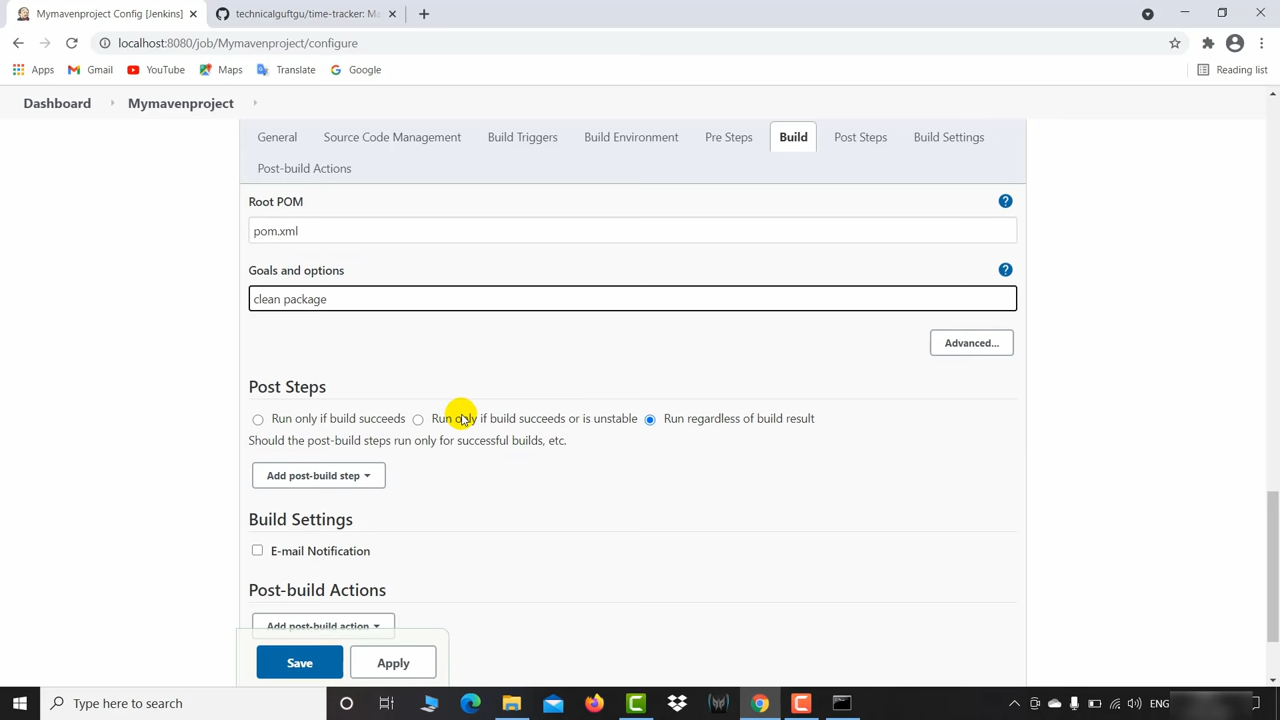 Mymavenproject Config [Jenkins]
technicalguftgu/time-tracker: Ma
localhost:8080/job/Mymavenproject/configure
Apps Gmail YouTube Maps Translate Google Reading list
Dashboard Mymavenproject
General Source Code Management Build Triggers Build Environment Pre Steps Build Post Steps Build Settings
Post-build Actions
Root POM
?
pom.xml
Goals and options
?
clean package
Advanced...
Post Steps
Run only if build succeeds Run only if build succeeds or is unstable Run regardless of build result
Should the post-build steps run only for successful builds, etc.
Add post-build step
Build Settings
E-mail Notification
Post-build Actions
Add post-build action
Save Apply
Type here to search
ENG